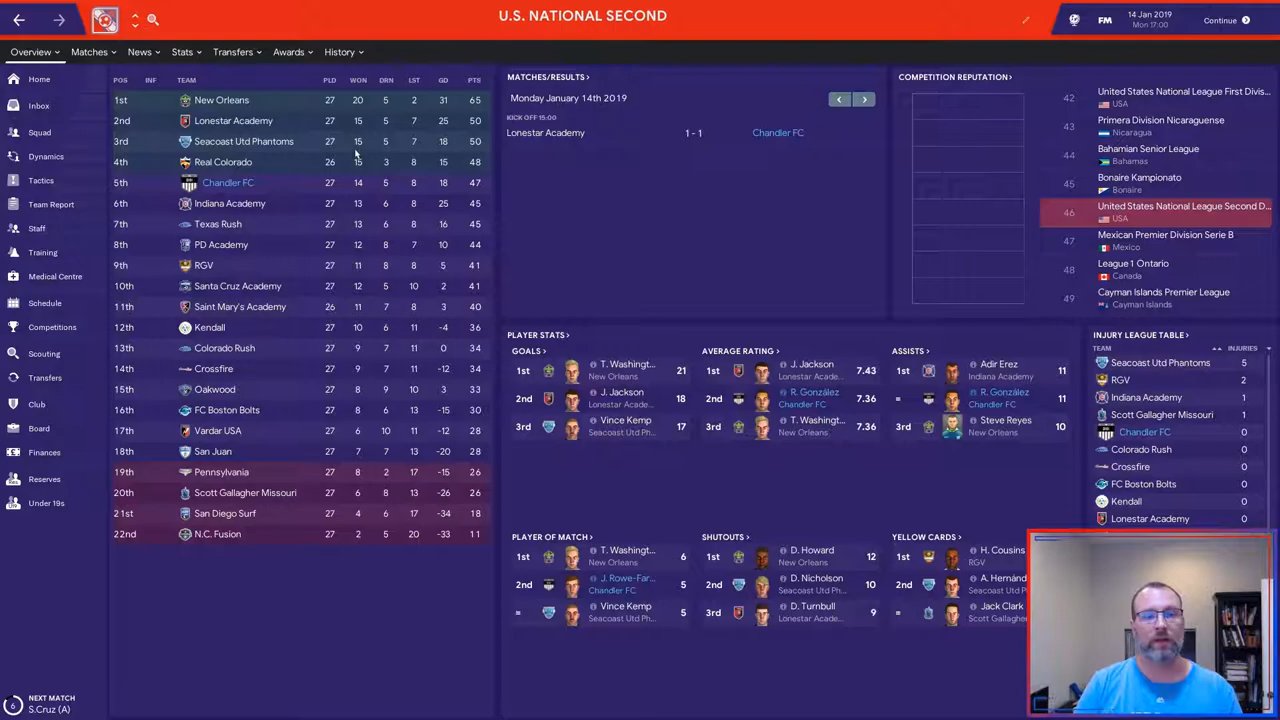 U.S. NATIONAL SECOND
FM
14 Jan 2019
Mon 17:00
Continue
Overview
Matches
News
Stats
Transfers
Awards
History
Home
Inbox
Squad
Dynamics
Tactics
Team Report
Staff
Training
Medical Centre
Schedule
Competitions
Scouting
Transfers
Club
Board
Finances
Reserves
Under 19s
6
NEXT MATCH
S.Cruz (A)
POS INF TEAM PLD WON DRN LST GD PTS
1st New Orleans 27 20 5 2 31 65
2nd Lonestar Academy 27 15 5 7 25 50
3rd Seacoast Utd Phantoms 27 15 5 7 18 50
4th Real Colorado 26 15 3 8 15 48
5th Chandler FC 27 14 5 8 18 47
6th Indiana Academy 27 13 6 8 25 45
7th Texas Rush 27 13 6 8 16 45
8th PD Academy 27 12 8 7 10 44
9th RGV 27 11 8 8 5 41
10th Santa Cruz Academy 27 12 5 10 2 41
11th Saint Mary's Academy 26 11 7 8 3 40
12th Kendall 27 10 6 11 -4 36
13th Colorado Rush 27 9 7 11 0 34
14th Crossfire 27 9 7 11 -12 34
15th Oakwood 27 8 9 10 3 33
16th FC Boston Bolts 27 6 12 9 -15 30
17th Vardar USA 27 6 10 11 -12 28
18th San Juan 27 7 7 13 -20 28
19th Pennsylvania 27 8 2 17 -15 26
20th Scott Gallagher Missouri 27 6 8 13 -26 26
21st San Diego Surf 27 4 6 17 -34 18
22nd N.C. Fusion 27 2 5 20 -33 11
MATCHES/RESULTS >
Monday January 14th 2019
KICK OFF 15:00
Lonestar Academy 1 - 1 Chandler FC
COMPETITION REPUTATION >
42 United States National League First Divis...
USA
43 Primera Division Nicaraguense
Nicaragua
44 Bahamian Senior League
Bahamas
45 Bonaire Kampionato
Bonaire
46 United States National League Second D...
USA
47 Mexican Premier Division Serie B
Mexico
48 League 1 Ontario
Canada
49 Cayman Islands Premier League
Cayman Islands
PLAYER STATS >
GOALS >
1st T. Washingt... 21
New Orleans
2nd J. Jackson 18
Lonestar Acade...
3rd Vince Kemp 17
Seacoast Utd Ph...
AVERAGE RATING >
1st J. Jackson 7.43
Lonestar Acade...
2nd R. González 7.36
Chandler FC
3rd T. Washingt... 7.36
New Orleans
ASSISTS >
1st Adir Erez 11
Indiana Academy
= R. González 11
Chandler FC
3rd Steve Reyes 10
New Orleans
PLAYER OF MATCH >
1st T. Washingt... 6
New Orleans
2nd J. Rowe-Far... 5
Chandler FC
= Vince Kemp 5
Seacoast Utd Ph...
SHUTOUTS >
1st D. Howard 12
New Orleans
2nd D. Nicholson 10
Seacoast Utd Ph...
3rd D. Turnbull 9
Lonestar Acade...
YELLOW CARDS >
1st H. Cousins
RGV
2nd A. Hernánd
Seacoast Utd Ph
= Jack Clark
Scott Gallagher
INJURY LEAGUE TABLE >
TEAM INJURIES
Seacoast Utd Phantoms 5
RGV 2
Indiana Academy 1
Scott Gallagher Missouri 1
Chandler FC 0
Colorado Rush 0
Crossfire 0
FC Boston Bolts 0
Kendall 0
Lonestar Academy 0